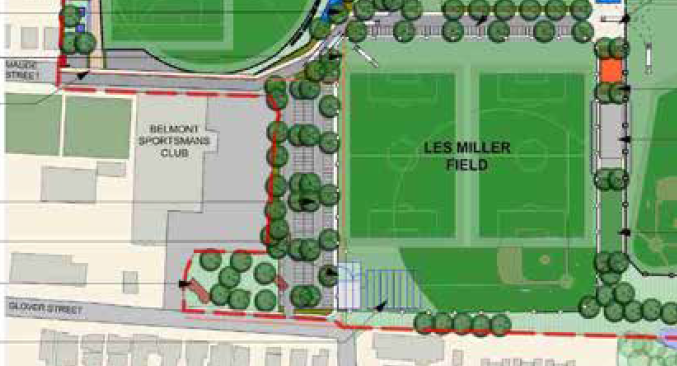 MAUDE
STREET
BELMONT
SPORTSMANS
CLUB
LES MILLER
FIELD
GLOVER STREET